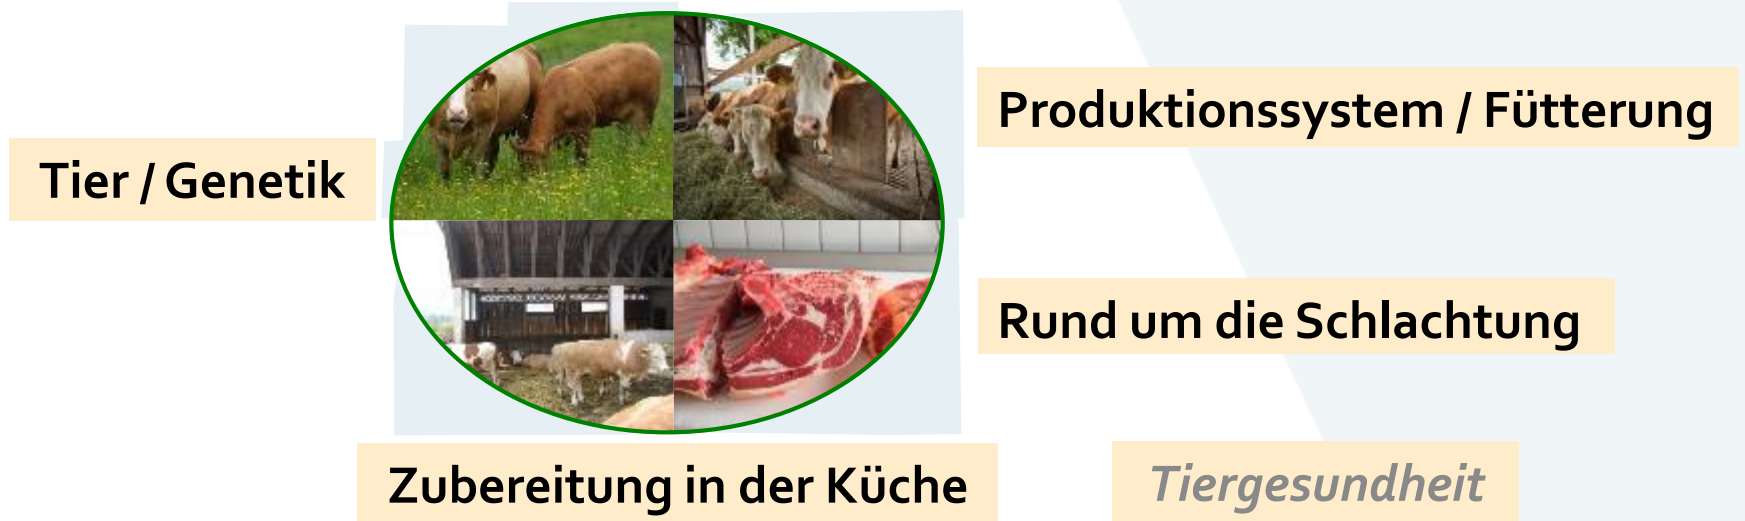 Produktionssystem / Fütterung
Tier / Genetik
Rund um die Schlachtung
Zubereitung in der Küche
Tiergesundheit